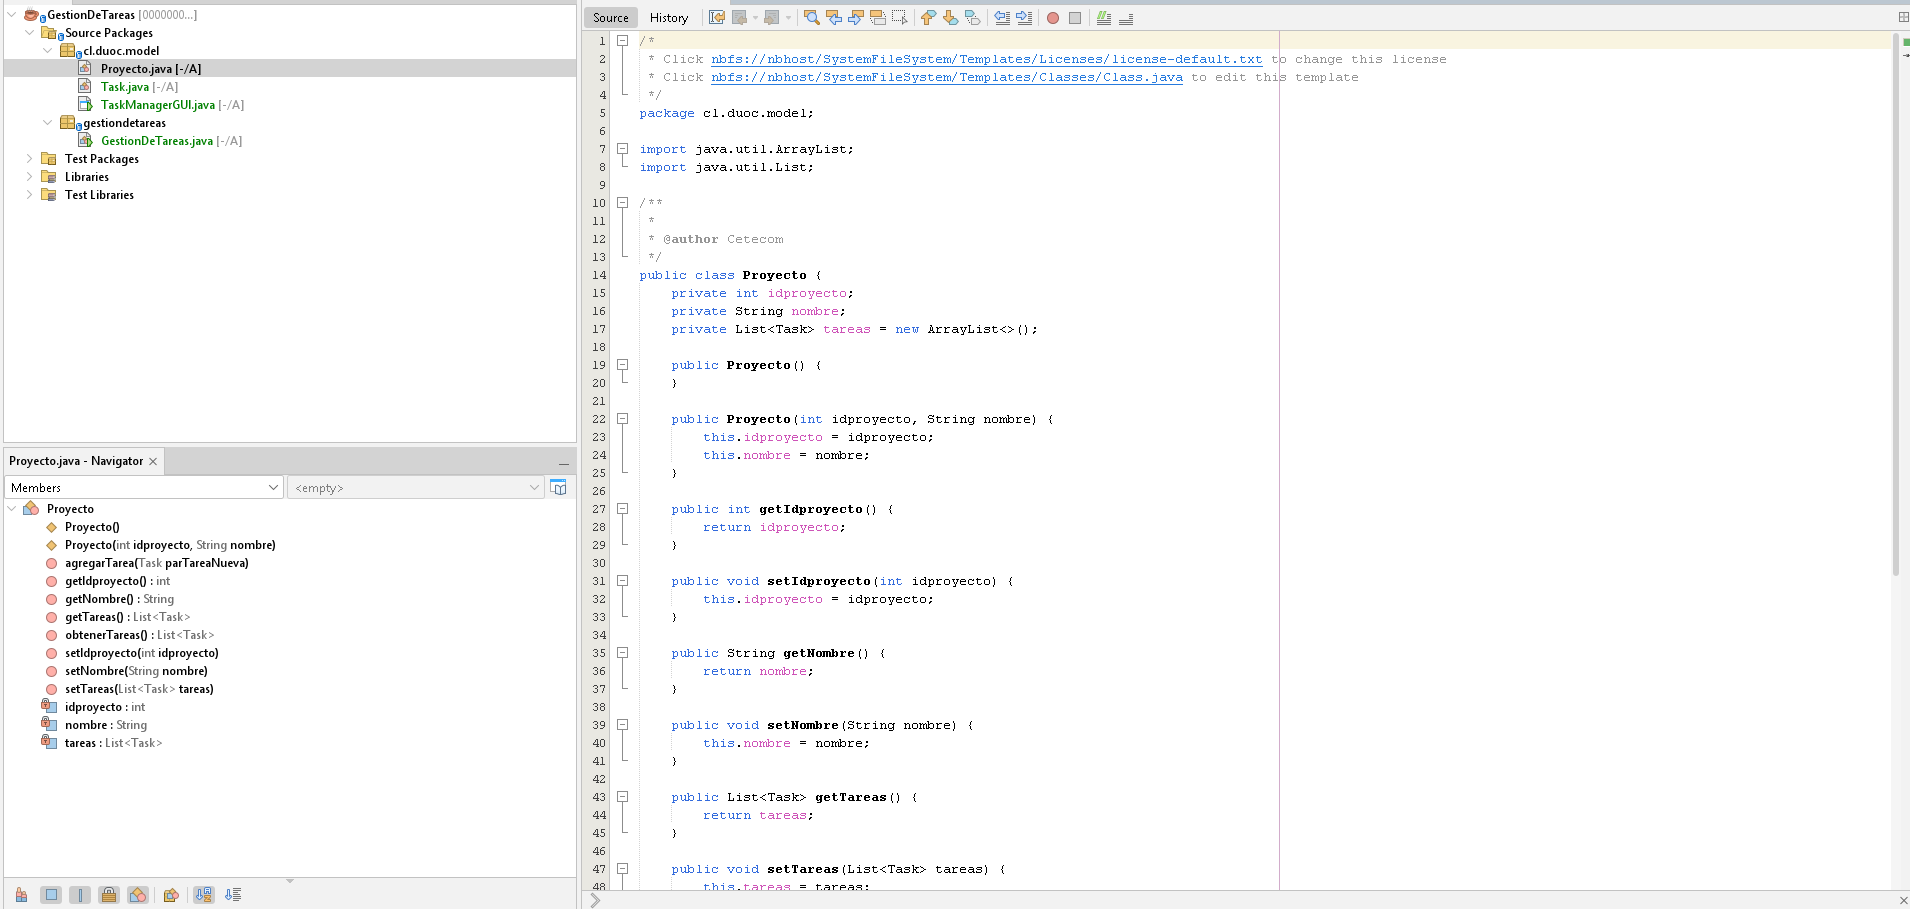 GestionDeTareas [0000000...]
Source Packages
cl.duoc.model
Proyecto.java [-/A]
Task.java [-/A]
TaskManagerGUI.java [-/A]
gestiondetareas
GestionDeTareas.java [-/A]
Test Packages
Libraries
Test Libraries
Proyecto.java - Navigator
Members
<empty>
Proyecto
Proyecto()
Proyecto(int idproyecto, String nombre)
agregarTarea(Task parTareaNueva)
getIdproyecto() : int
getNombre() : String
getTareas() : List<Task>
obtenerTareas() : List<Task>
setIdproyecto(int idproyecto)
setNombre(String nombre)
setTareas(List<Task> tareas)
idproyecto : int
nombre : String
tareas : List<Task>
Source History
1 /*
2 * Click nbfs://nbhost/SystemFileSystem/Templates/Licenses/license-default.txt to change this license
3 * Click nbfs://nbhost/SystemFileSystem/Templates/Classes/Class.java to edit this template
4 */
5 package cl.duoc.model;
6
7 import java.util.ArrayList;
8 import java.util.List;
9
10 /**
11 *
12 * @author Cetecom
13 */
14 public class Proyecto {
15 private int idproyecto;
16 private String nombre;
17 private List<Task> tareas = new ArrayList<>();
18
19 public Proyecto() {
20 }
21
22 public Proyecto(int idproyecto, String nombre) {
23 this.idproyecto = idproyecto;
24 this.nombre = nombre;
25 }
26
27 public int getIdproyecto() {
28 return idproyecto;
29 }
30
31 public void setIdproyecto(int idproyecto) {
32 this.idproyecto = idproyecto;
33 }
34
35 public String getNombre() {
36 return nombre;
37 }
38
39 public void setNombre(String nombre) {
40 this.nombre = nombre;
41 }
42
43 public List<Task> getTareas() {
44 return tareas;
45 }
46
47 public void setTareas(List<Task> tareas) {
48 this.tareas = tareas;